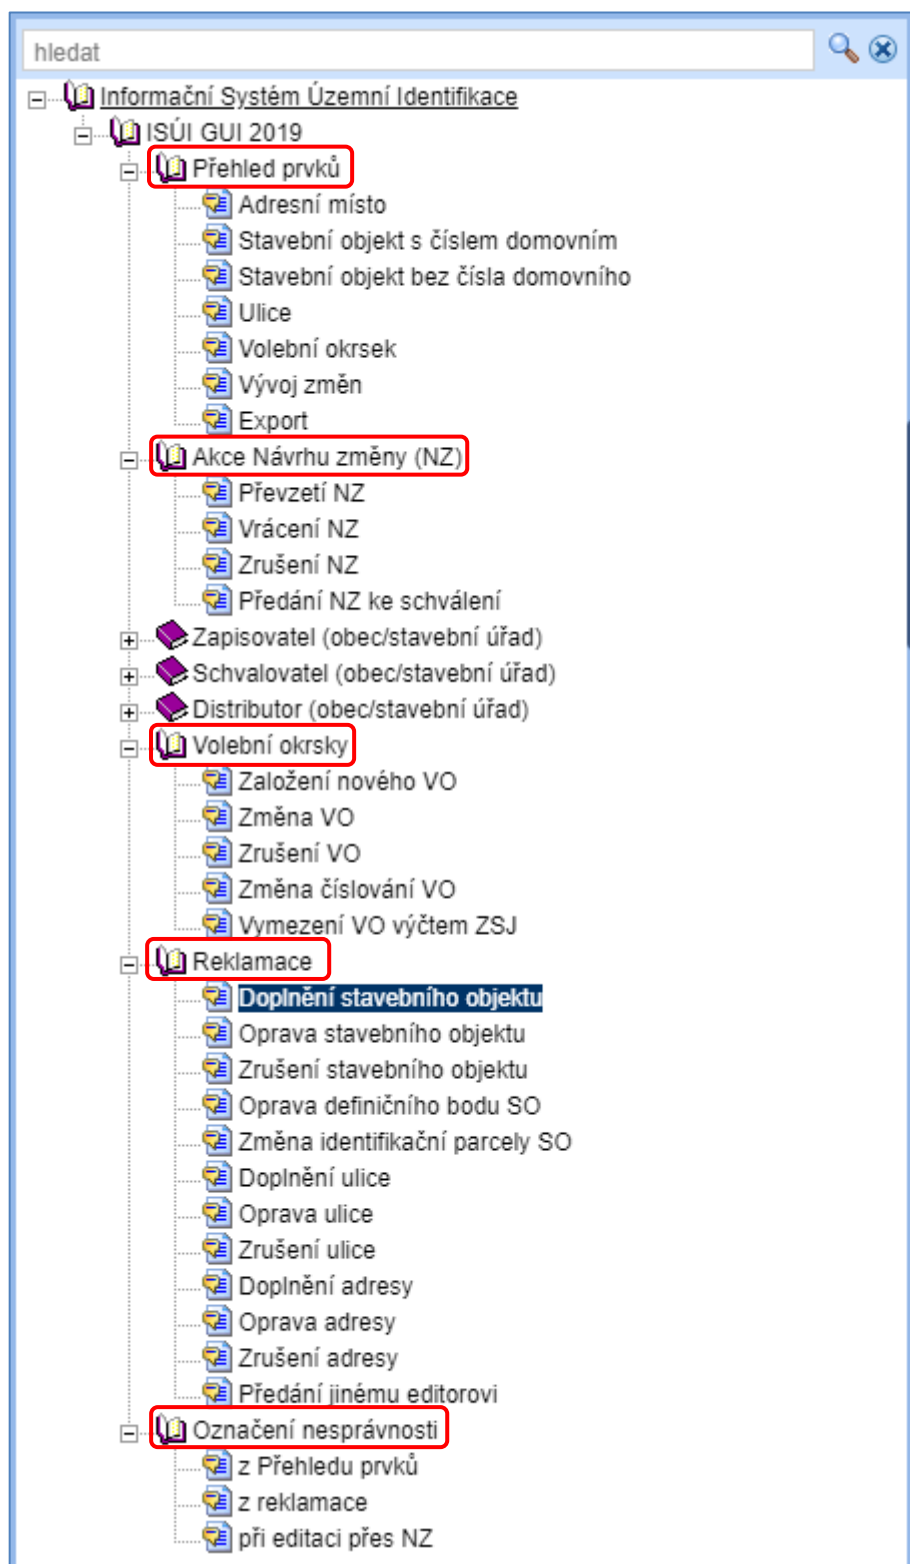 hledat
Informační Systém Územní Identifikace
ISÚI GUI 2019
Přehled prvků
Adresní místo
Stavební objekt s číslem domovním
Stavební objekt bez čísla domovního
Ulice
Volební okrsek
Vývoj změn
Export
Akce Návrhu změny (NZ)
Převzetí NZ
Vrácení NZ
Zrušení NZ
Předání NZ ke schválení
Zapisovatel (obec/stavební úřad)
Schvalovatel (obec/stavební úřad)
Distributor (obec/stavební úřad)
Volební okrsky
Založení nového VO
Změna VO
Zrušení VO
Změna číslování VO
Vymezení VO výčtem ZSJ
Reklamace
Doplnění stavebního objektu
Oprava stavebního objektu
Zrušení stavebního objektu
Oprava definičního bodu SO
Změna identifikační parcely SO
Doplnění ulice
Oprava ulice
Zrušení ulice
Doplnění adresy
Oprava adresy
Zrušení adresy
Předání jinému editorovi
Označení nesprávnosti
z Přehledu prvků
z reklamace
při editaci přes NZ